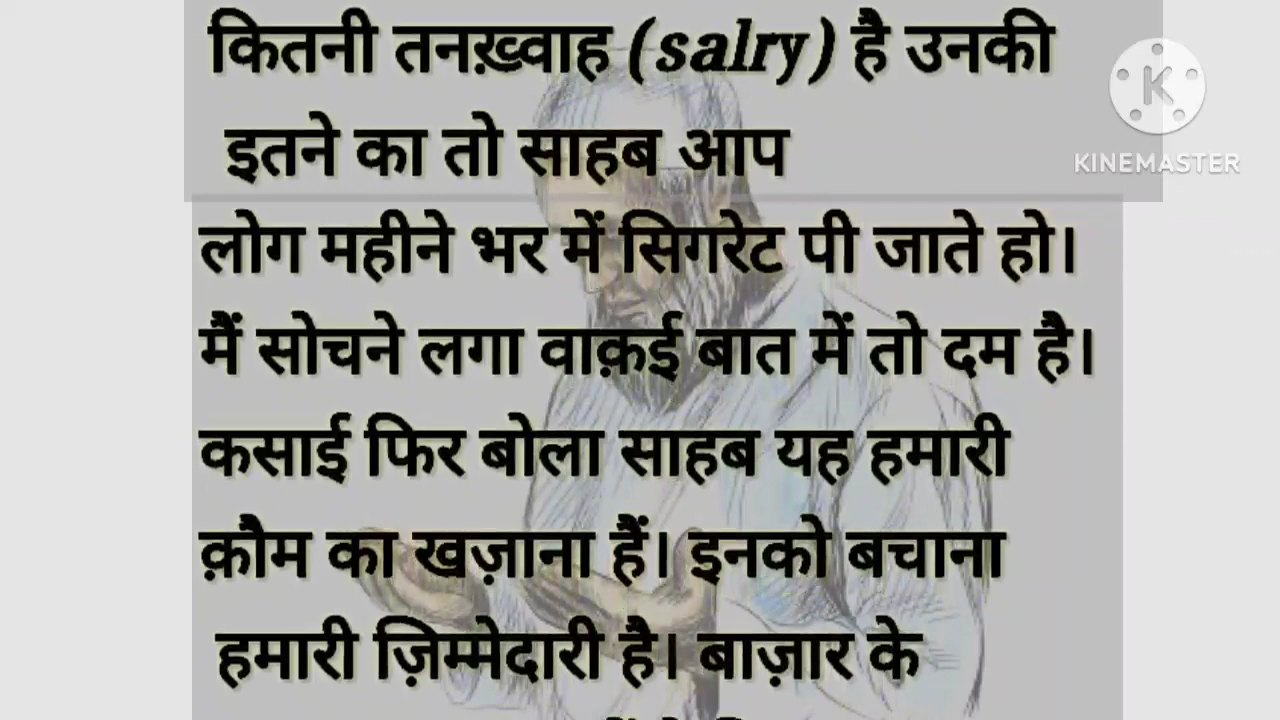 कितनी तनख़्वाह (salry) है उनकी
इतने का तो साहब आप
लोग महीने भर में सिगरेट पी जाते हो।
मैं सोचने लगा वाक़ई बात में तो दम है।
कसाई फिर बोला साहब यह हमारी
क़ौम का खज़ाना हैं। इनको बचाना
हमारी ज़िम्मेदारी है। बाज़ार के
K
KINEMASTER